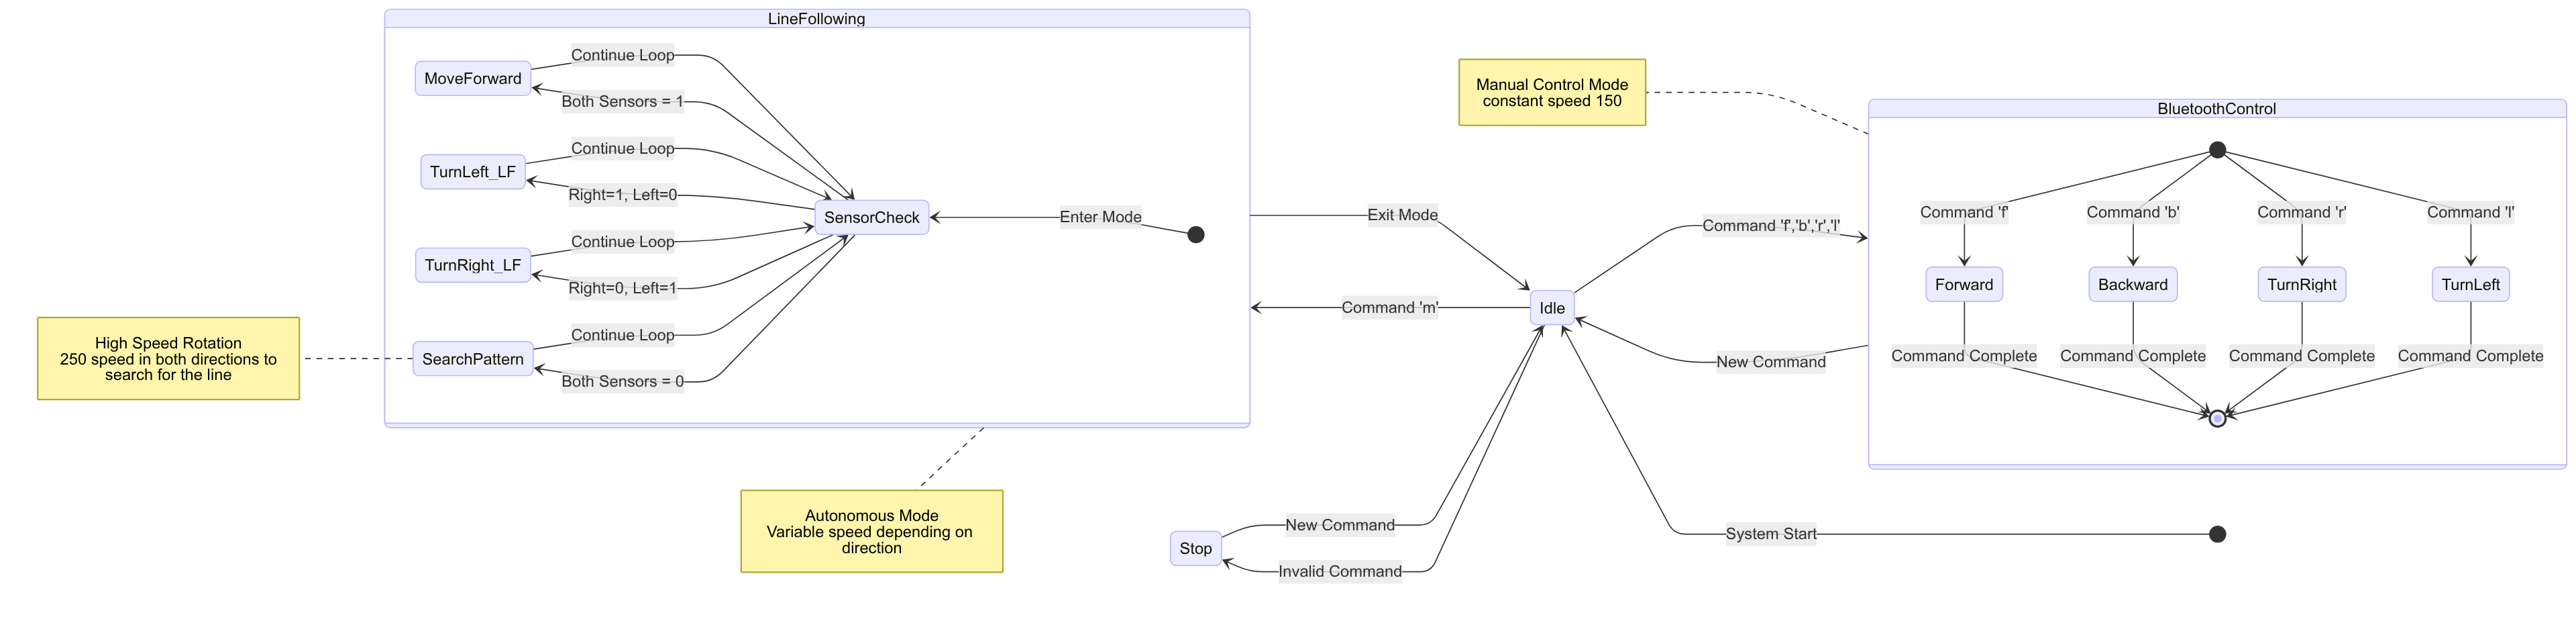 LineFollowing
MoveForward
Continue Loop
Both Sensors = 1
TurnLeft_LF
Continue Loop
Right=1, Left=0
TurnRight_LF
Continue Loop
Right=0, Left=1
SearchPattern
Continue Loop
Both Sensors = 0
SensorCheck
Enter Mode
High Speed Rotation
250 speed in both directions to
search for the line
Autonomous Mode
Variable speed depending on
direction
Exit Mode
Command 'm'
Idle
Stop
New Command
Invalid Command
Manual Control Mode
constant speed 150
Command 'f','b','r','l'
New Command
System Start
BluetoothControl
Command 'f'
Command 'b'
Command 'r'
Command 'l'
Forward
Backward
TurnRight
TurnLeft
Command Complete
Command Complete
Command Complete
Command Complete